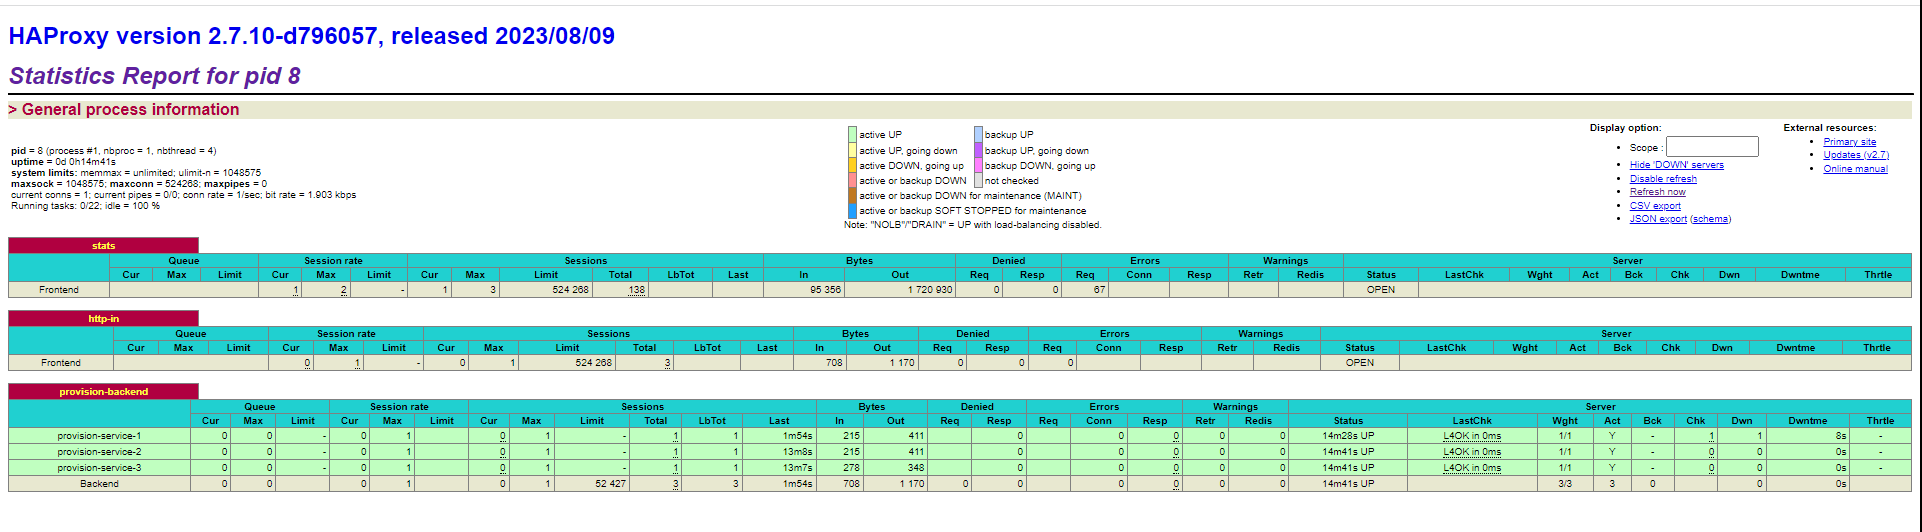 HAProxy version 2.7.10-d796057, released 2023/08/09
Statistics Report for pid 8
> General process information
pid = 8 (process #1, nbproc = 1, nbthread = 4)
uptime = 0d 0h14m41s
system limits: memmax = unlimited; ulimit-n = 1048575
maxsock = 1048575; maxconn = 524268; maxpipes = 0
current conns = 1; current pipes = 0/0; conn rate = 1/sec; bit rate = 1.903 kbps
Running tasks: 0/22; idle = 100 %
active UP backup UP
active UP, going down backup UP, going down
active DOWN, going up backup DOWN, going up
active or backup DOWN not checked
active or backup DOWN for maintenance (MAINT)
active or backup SOFT STOPPED for maintenance
Note: "NOLB"/"DRAIN" = UP with load-balancing disabled.
Display option:
Scope :
Hide 'DOWN' servers
Disable refresh
Refresh now
CSV export
JSON export (schema)
External resources:
Primary site
Updates (v2.7)
Online manual
stats
Queue Session rate Sessions Bytes Denied Errors Warnings Server
Cur Max Limit Cur Max Limit Cur Max Limit Total LbTot Last In Out Req Resp Req Conn Resp Retr Redis Status LastChk Wght Act Bck Chk Dwn Dwntme Thrtle
Frontend 1 2 - 1 3 524 268 138 95 356 1 720 930 0 0 67 OPEN
http-in
Queue Session rate Sessions Bytes Denied Errors Warnings Server
Cur Max Limit Cur Max Limit Cur Max Limit Total LbTot Last In Out Req Resp Req Conn Resp Retr Redis Status LastChk Wght Act Bck Chk Dwn Dwntme Thrtle
Frontend 0 1 - 0 1 524 268 3 708 1 170 0 0 0 OPEN
provision-backend
Queue Session rate Sessions Bytes Denied Errors Warnings Server
Cur Max Limit Cur Max Limit Cur Max Limit Total LbTot Last In Out Req Resp Req Conn Resp Retr Redis Status LastChk Wght Act Bck Chk Dwn Dwntme Thrtle
provision-service-1 0 0 - 0 1 0 1 - 1 1 1m54s 215 411 0 0 0 0 0 14m28s UP L4OK in 0ms 1/1 Y - 1 1 8s -
provision-service-2 0 0 - 0 1 0 1 - 1 1 13m8s 215 411 0 0 0 0 0 14m41s UP L4OK in 0ms 1/1 Y - 0 0 0s -
provision-service-3 0 0 - 0 1 0 1 - 1 1 13m7s 278 348 0 0 0 0 0 14m41s UP L4OK in 0ms 1/1 Y - 0 0 0s -
Backend 0 0 0 1 0 1 52 427 3 3 1m54s 708 1 170 0 0 0 0 0 0 14m41s UP 3/3 3 0 0 0s